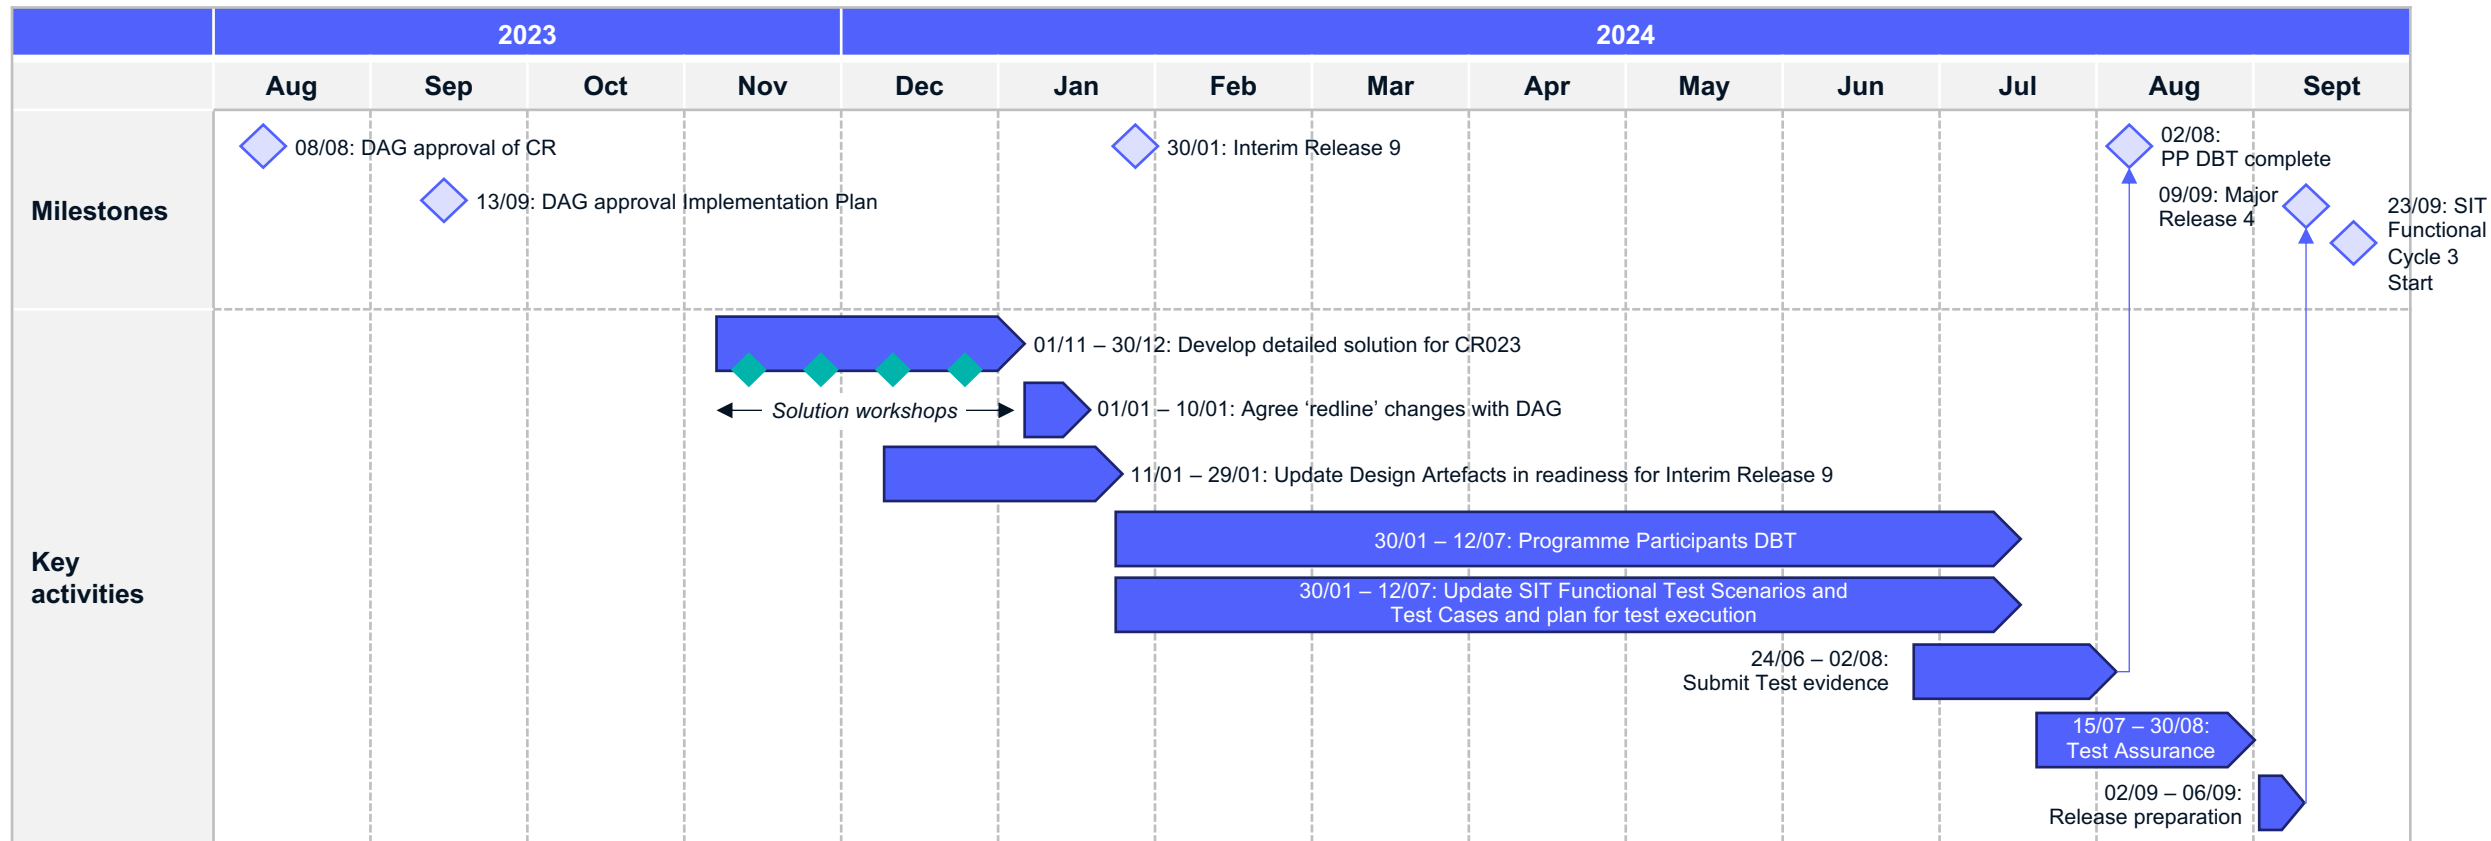 2023
2024
Aug
Sep
Oct
Nov
Dec
Jan
Feb
Mar
Apr
May
Jun
Jul
Aug
Sept
Milestones
08/08: DAG approval of CR
13/09: DAG approval Implementation Plan
30/01: Interim Release 9
02/08:
PP DBT complete
09/09: Major
Release 4
23/09: SIT
Functional
Cycle 3
Start
Key
activities
01/11 – 30/12: Develop detailed solution for CR023
Solution workshops
01/01 – 10/01: Agree ‘redline’ changes with DAG
11/01 – 29/01: Update Design Artefacts in readiness for Interim Release 9
30/01 – 12/07: Programme Participants DBT
30/01 – 12/07: Update SIT Functional Test Scenarios and
Test Cases and plan for test execution
24/06 – 02/08:
Submit Test evidence
15/07 – 30/08:
Test Assurance
02/09 – 06/09:
Release preparation